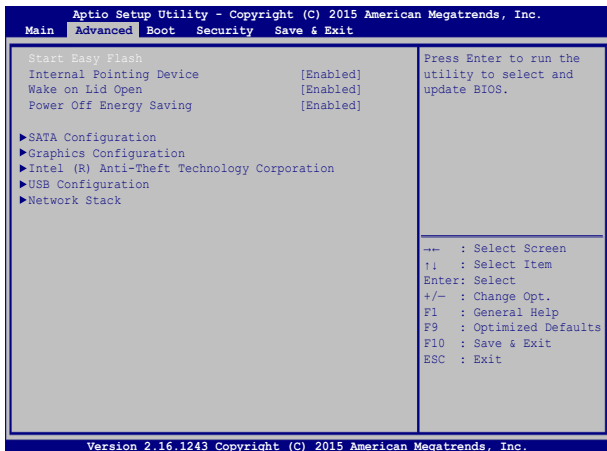 Aptio Setup Utility - Copyright (C) 2015 American Megatrends, Inc.
Main Advanced Boot Security Save & Exit
Start Easy Flash
Internal Pointing Device [Enabled]
Wake on Lid Open [Enabled]
Power Off Energy Saving [Enabled]
▶SATA Configuration
▶Graphics Configuration
▶Intel (R) Anti-Theft Technology Corporation
▶USB Configuration
▶Network Stack
Press Enter to run the
utility to select and
update BIOS.
→← : Select Screen
↑↓ : Select Item
Enter: Select
+/— : Change Opt.
F1 : General Help
F9 : Optimized Defaults
F10 : Save & Exit
ESC : Exit
Version 2.16.1243 Copyright (C) 2015 American Megatrends, Inc.